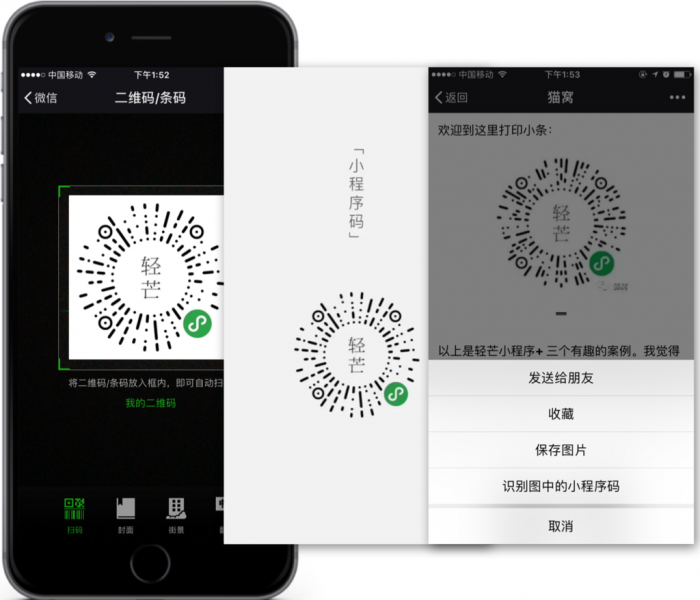 中国移动
下午1:52
微信
二维码/条码
轻芒
将二维码/条码放入框内，即可自动扫
我的二维码
扫码
封面
街景
「小程序码」
轻芒
中国移动
下午1:53
返回
猫窝
欢迎到这里打印小条：
轻芒
以上是轻芒小程序+ 三个有趣的案例。我觉得
发送给朋友
收藏
保存图片
识别图中的小程序码
取消